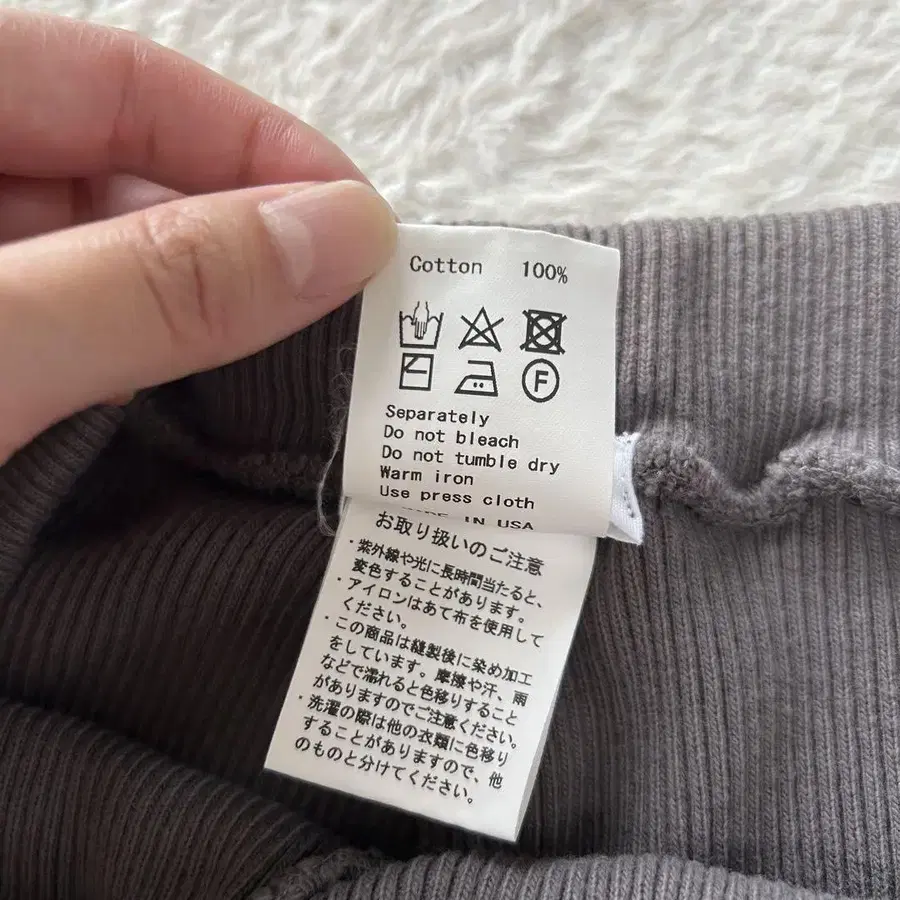 Cotton 100%
F
Separately
Do not bleach
Do not tumble dry
Warm iron
Use press cloth
IN USA
お取り扱いのご注意
・紫外線や光に長時間当たると、
変色することがあります。
・アイロンはあて布を使用して
ください。
・この商品は縫製後に染め加工
をしています。摩擦や汗、雨
などで濡れると色移りすること
がありますのでご注意ください。
・洗濯の際は他の衣類に色移り
することがありますので、他
のものと分けてください。